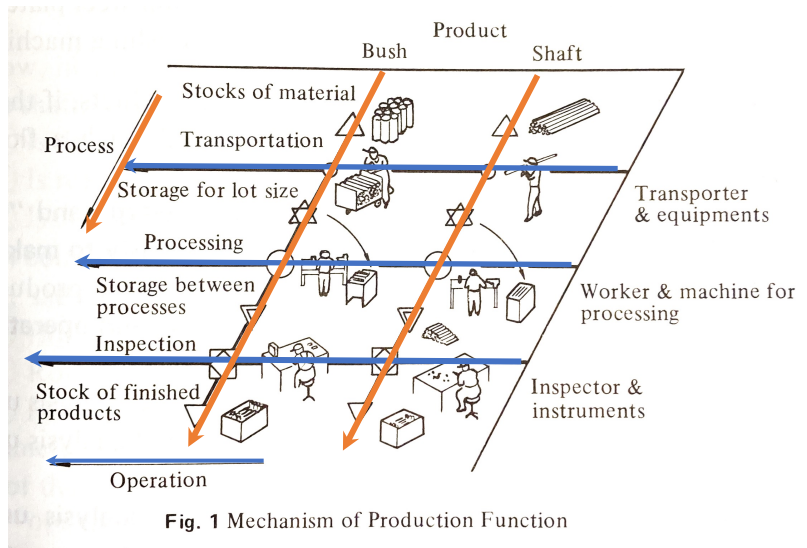 Product
Bush
Shaft
Stocks of material
Process
Transportation
Storage for lot size
Transporter
& equipments
Processing
Storage between
processes
Worker & machine for
processing
Inspection
Stock of finished
products
Inspector &
instruments
Operation
Fig. 1 Mechanism of Production Function